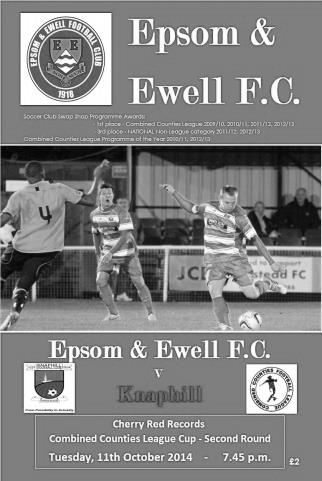 EPSOM & EWELL FOOTBALL CLUB
E E
1918
Epsom &
Ewell F.C.
Soccer Club Swap Shop Programme Awards:
- 1st place - Combined Counties League 2009/10, 2010/11, 2011/12, 2012/13
- 3rd place - NATIONAL Non-League category 2011/12, 2012/13
Combined Counties League Programme of the Year 2010/11, 2012/13
4
JC
stead FC
Epsom & Ewell F.C.
v
Knaphill
KNAPHILL
From Possibility to Actuality
COMBINED COUNTIES FOOTBALL LEAGUE
Cherry Red Records
Combined Counties League Cup - Second Round
Tuesday, 11th October 2014 - 7.45 p.m.
£2